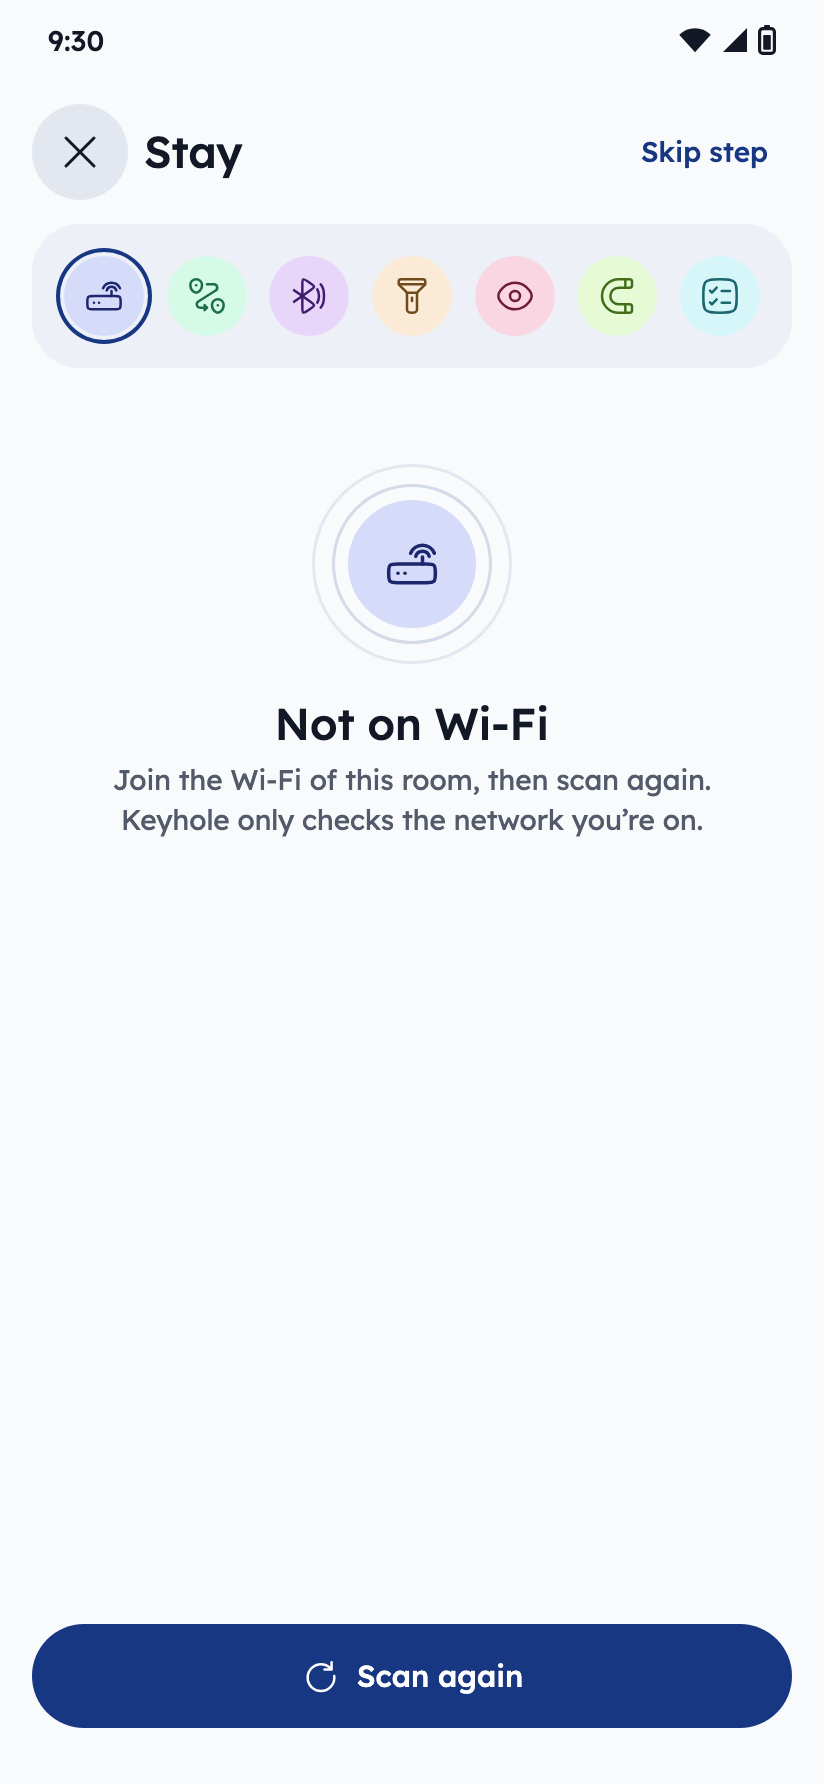 9:30
Stay
Skip step
Not on Wi-Fi
Join the Wi-Fi of this room, then scan again.
Keyhole only checks the network you’re on.
Scan again